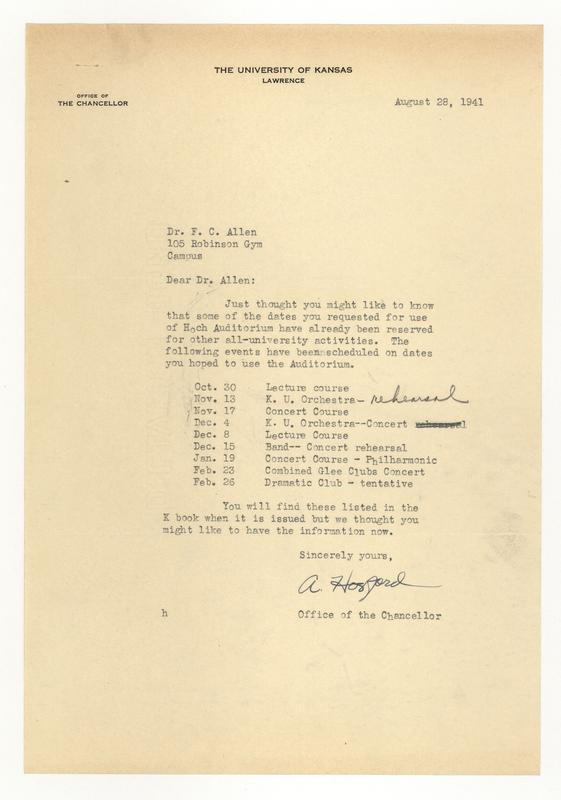 THE UNIVERSITY OF KANSAS
LAWRENCE
OFFICE OF
THE CHANCELLOR
August 28, 1941
Dr. F. C. Allen
105 Robinson Gym
Campus
Dear Dr. Allen:
Just thought you might like to know
that some of the dates you requested for use
of Hoch Auditorium have already been reserved
for other all-university activities. The
following events have beenmscheduled on dates
you hoped to use the Auditorium.
Oct. 30 Lecture course
Nov. 13 K. U. Orchestra- rehearsal
Nov. 17 Concert Course
Dec. 4 K. U. Orchestra--Concert rehearsal
Dec. 8 Lecture Course
Dec. 15 Band-- Concert rehearsal
Jan. 19 Concert Course - Philharmonic
Feb. 23 Combined Glee Clubs Concert
Feb. 26 Dramatic Club - tentative
You will find these listed in the
K book when it is issued but we thought you
might like to have the information now.
Sincerely yours,
A. Hosford
h Office of the Chancellor